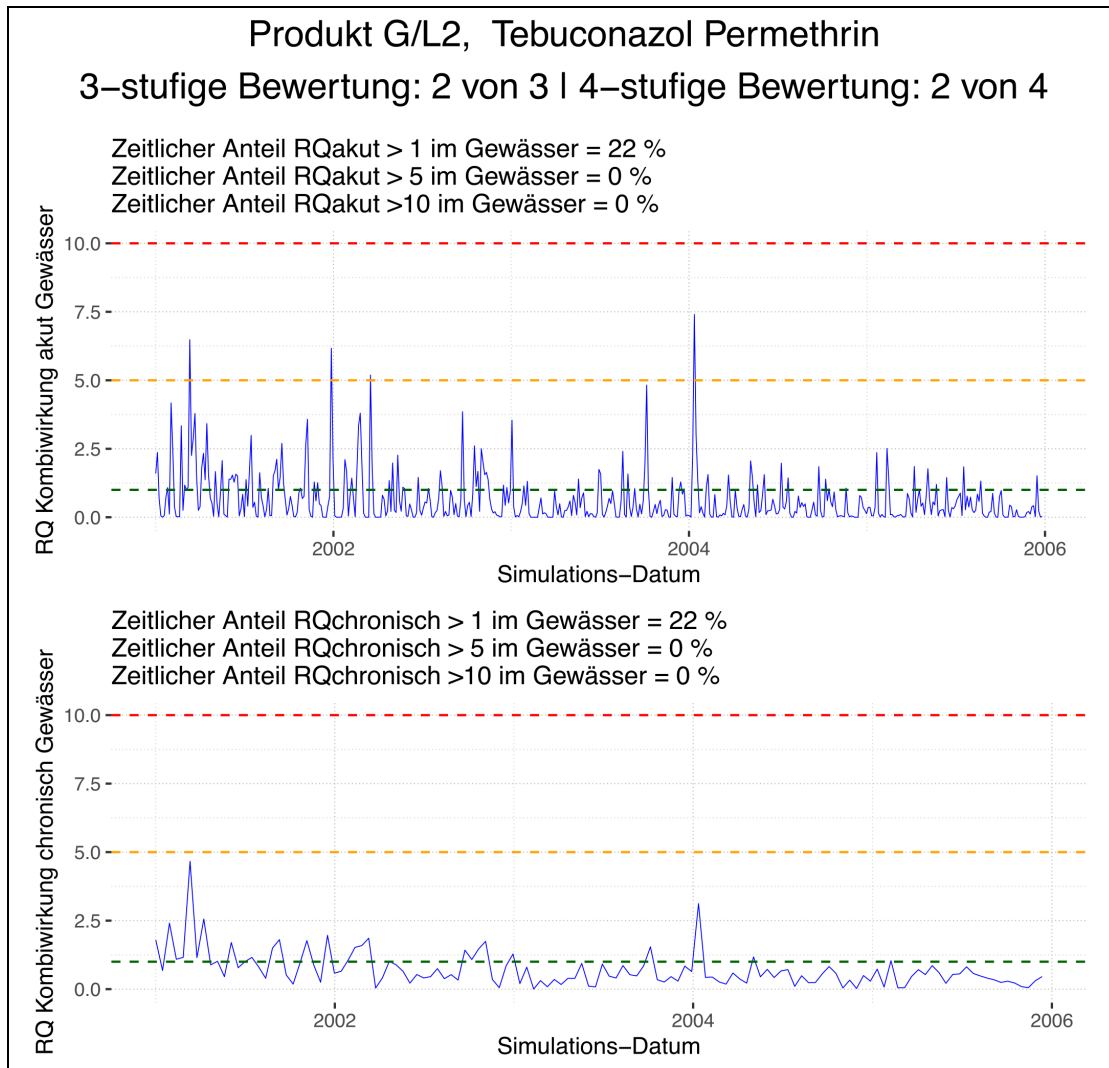 Produkt G/L2,  Tebuconazol Permethrin
3−stufige Bewertung: 2 von 3 | 4−stufige Bewertung: 2 von 4
Zeitlicher Anteil RQakut > 1 im Gewässer = 22 %
Zeitlicher Anteil RQakut > 5 im Gewässer = 0 %
Zeitlicher Anteil RQakut >10 im Gewässer = 0 %
RQ Kombiwirkung akut Gewässer
10.0
7.5
5.0
2.5
0.0
2002
2004
2006
Simulations−Datum
Zeitlicher Anteil RQchronisch > 1 im Gewässer = 22 %
Zeitlicher Anteil RQchronisch > 5 im Gewässer = 0 %
Zeitlicher Anteil RQchronisch >10 im Gewässer = 0 %
RQ Kombiwirkung chronisch Gewässer
10.0
7.5
5.0
2.5
0.0
2002
2004
2006
Simulations−Datum